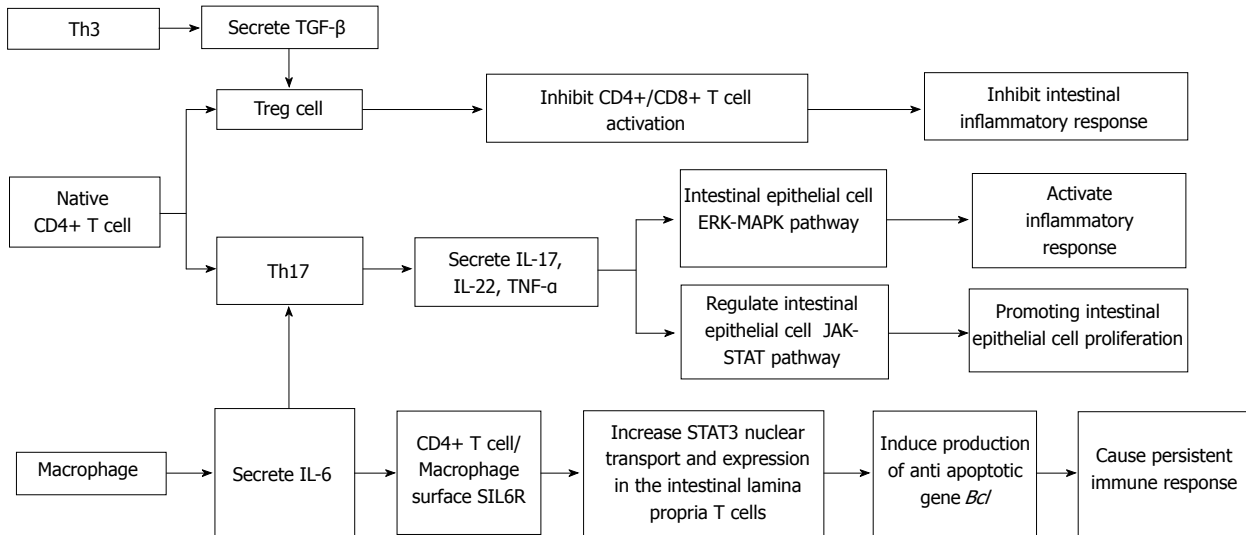 Th3
Secrete TGF-β
Treg cell
Inhibit CD4+/CD8+ T cell
activation
Inhibit intestinal
inflammatory response
Native
CD4+ T cell
Th17
Secrete IL-17,
IL-22, TNF-α
Intestinal epithelial cell
ERK-MAPK pathway
Activate
inflammatory
response
Regulate intestinal
epithelial cell JAK-
STAT pathway
Promoting intestinal
epithelial cell proliferation
Macrophage
Secrete IL-6
CD4+ T cell/
Macrophage
surface SIL6R
Increase STAT3 nuclear
transport and expression
in the intestinal lamina
propria T cells
Induce production
of anti apoptotic
gene Bcl
Cause persistent
immune response